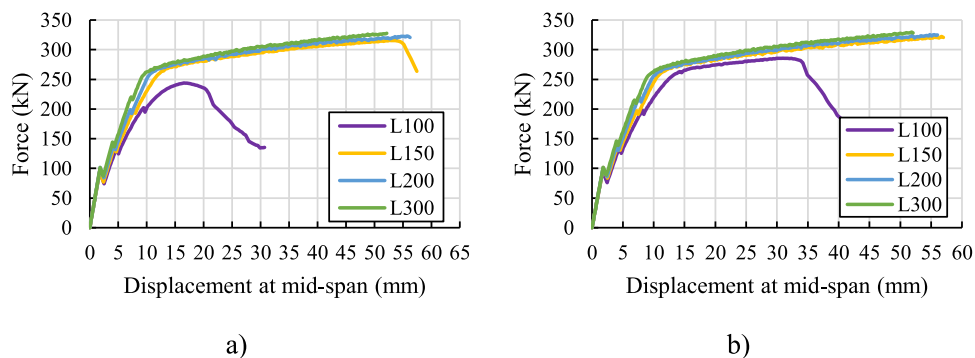 350
300
250
200
150
100
50
0
Force (kN)
L100
L150
L200
L300
0 5 10 15 20 25 30 35 40 45 50 55 60 65
Displacement at mid-span (mm)
a)
350
300
250
200
150
100
50
0
Force (kN)
L100
L150
L200
L300
0 5 10 15 20 25 30 35 40 45 50 55 60
Displacement at mid-span (mm)
b)